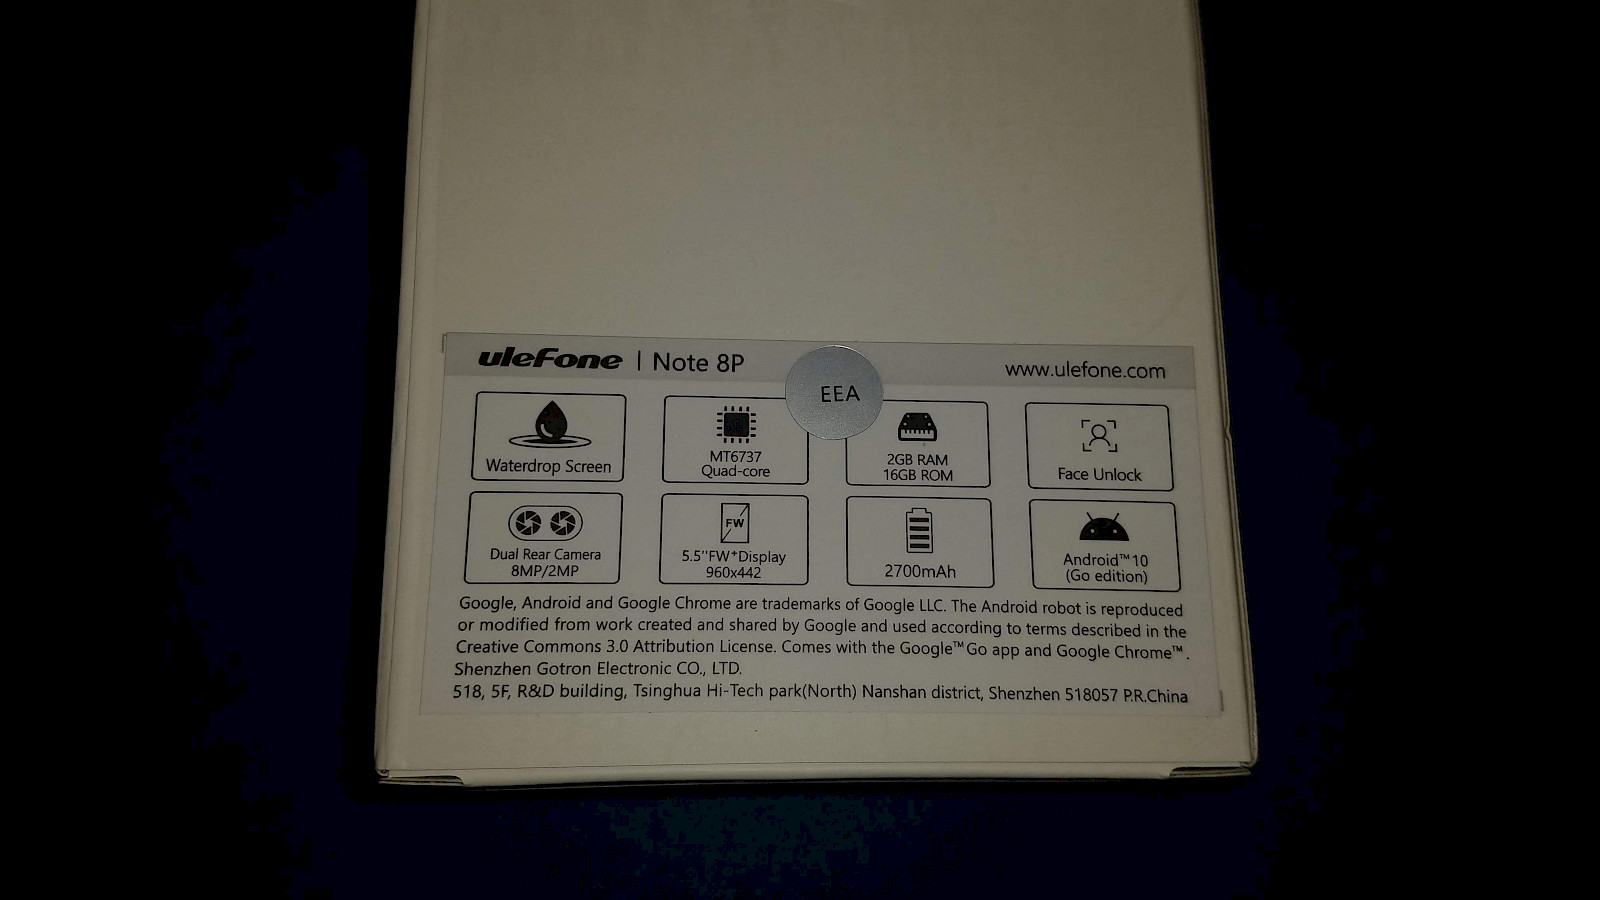 uleFone | Note 8P
EEA
www.ulefone.com
Waterdrop Screen
MT6737
Quad-core
2GB RAM
16GB ROM
Face Unlock
Dual Rear Camera
8MP/2MP
FW
5.5''FW⁺Display
960x442
2700mAh
Android™10
(Go edition)
Google, Android and Google Chrome are trademarks of Google LLC. The Android robot is reproduced
or modified from work created and shared by Google and used according to terms described in the
Creative Commons 3.0 Attribution License. Comes with the Google™Go app and Google Chrome™.
Shenzhen Gotron Electronic CO., LTD.
518, 5F, R&D building, Tsinghua Hi-Tech park(North) Nanshan district, Shenzhen 518057 P.R.China